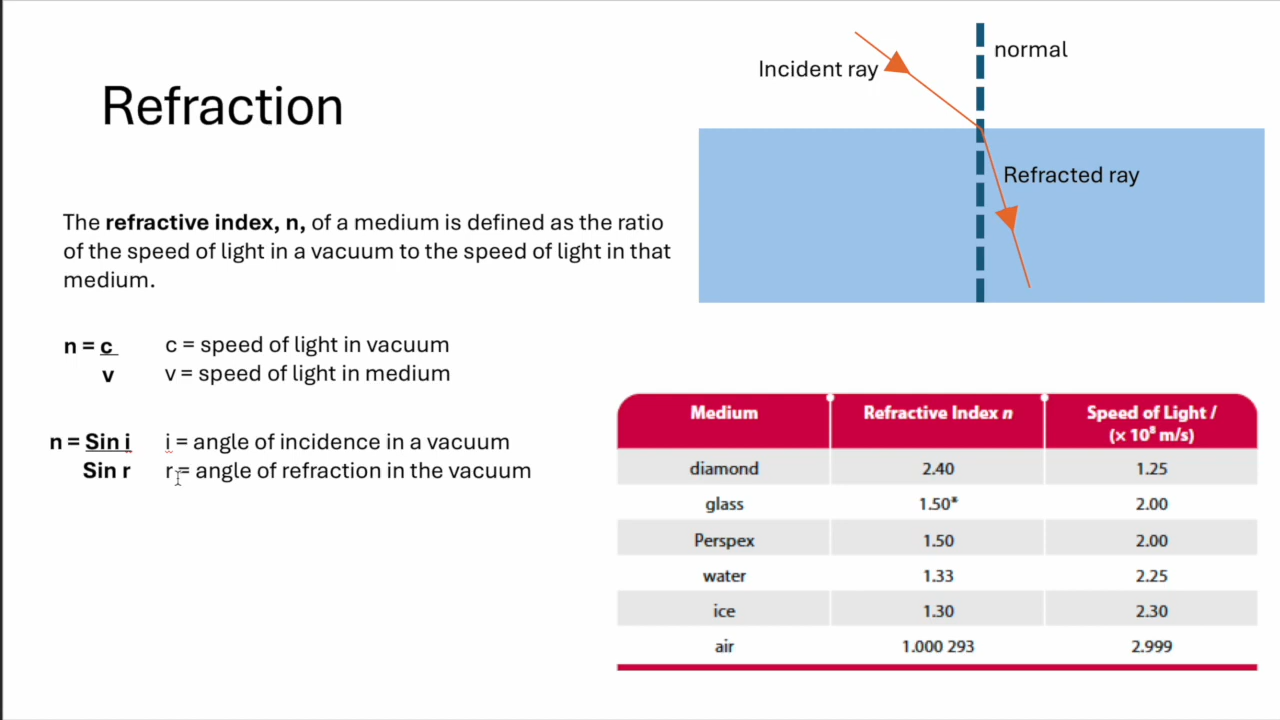 Refraction
Incident ray
normal
Refracted ray
The refractive index, n, of a medium is defined as the ratio
of the speed of light in a vacuum to the speed of light in that
medium.
n = c c = speed of light in vacuum
v v = speed of light in medium
n = Sin i i = angle of incidence in a vacuum
Sin r r = angle of refraction in the vacuum
Medium Refractive Index n Speed of Light / (× 10⁸ m/s)
diamond 2.40 1.25
glass 1.50* 2.00
Perspex 1.50 2.00
water 1.33 2.25
ice 1.30 2.30
air 1.000 293 2.999